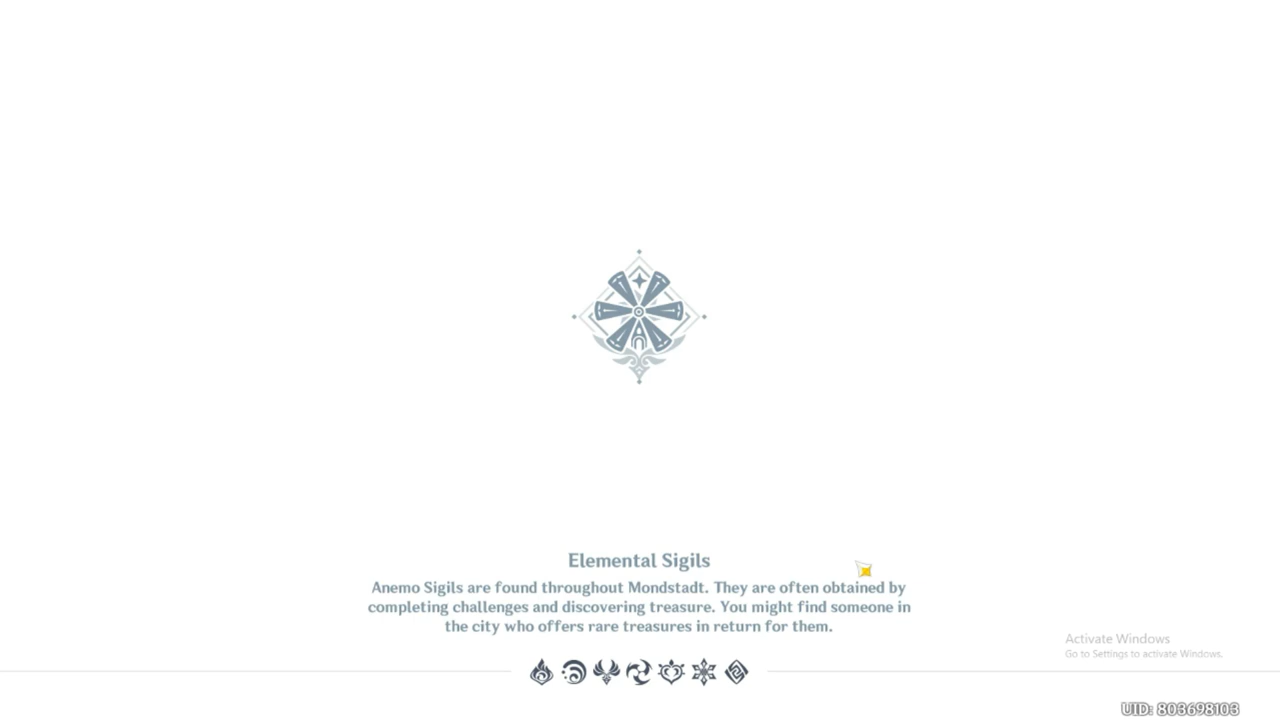 Elemental Sigils
Anemo Sigils are found throughout Mondstadt. They are often obtained by
completing challenges and discovering treasure. You might find someone in
the city who offers rare treasures in return for them.
Activate Windows
Go to Settings to activate Windows.
UID: 803698103